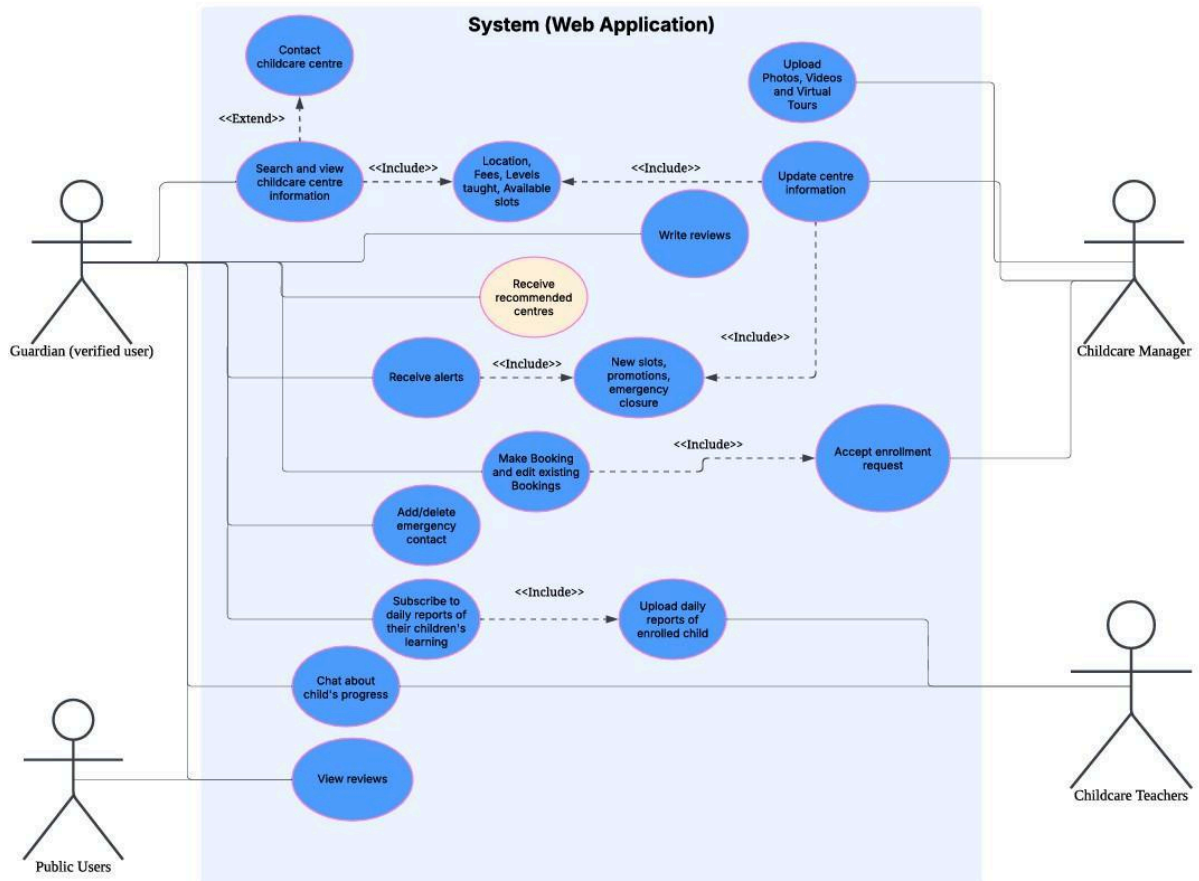 System (Web Application)
Contact
childcare centre
Upload
Photos, Videos
and Virtual
Tours
<<Extend>>
Search and view
childcare centre
information
<<Include>>
Location,
Fees, Levels
taught, Available
slots
<<Include>>
Update centre
information
Write reviews
Receive
recommended
centres
Guardian (verified user)
Childcare Manager
<<Include>>
Receive alerts
<<Include>>
New slots,
promotions,
emergency
closure
<<Include>>
Make Booking
and edit existing
Bookings
Accept enrollment
request
Add/delete
emergency
contact
Subscribe to
daily reports of
their children's
learning
<<Include>>
Upload daily
reports of
enrolled child
Chat about
child's progress
View reviews
Childcare Teachers
Public Users